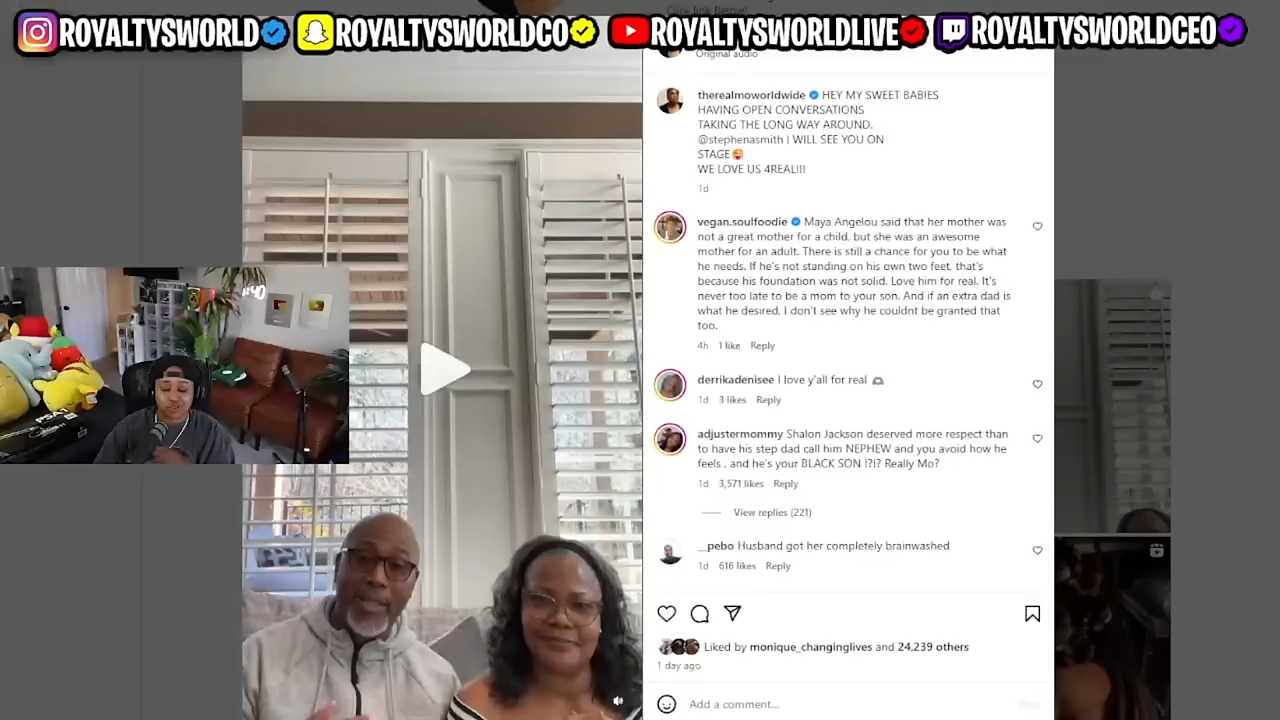 ROYALTYSWORLD ROYALTYSWORLDCO ROYALTYSWORLDLIVE ROYALTYSWORLDCEO
Original audio
therealmoworldwide HEY MY SWEET BABIES
HAVING OPEN CONVERSATIONS
TAKING THE LONG WAY AROUND.
@stephenasmith I WILL SEE YOU ON
STAGE
WE LOVE US 4REAL!!!
1d
vegan.soulfoodie Maya Angelou said that her mother was
not a great mother for a child, but she was an awesome
mother for an adult. There is still a chance for you to be what
he needs. If he's not standing on his own two feet, that's
because his foundation was not solid. Love him for real. It's
never too late to be a mom to your son. And if an extra dad is
what he desired, I don't see why he couldnt be granted that
too.
4h 1 like Reply
derrikadenisee I love y'all for real
1d 3 likes Reply
adjustermommy Shalon Jackson deserved more respect than
to have his step dad call him NEPHEW and you avoid how he
feels , and he's your BLACK SON !?!? Really Mo?
1d 3,571 likes Reply
View replies (221)
__pebo Husband got her completely brainwashed
1d 616 likes Reply
Liked by monique_changinglives and 24,239 others
1 day ago
Add a comment...